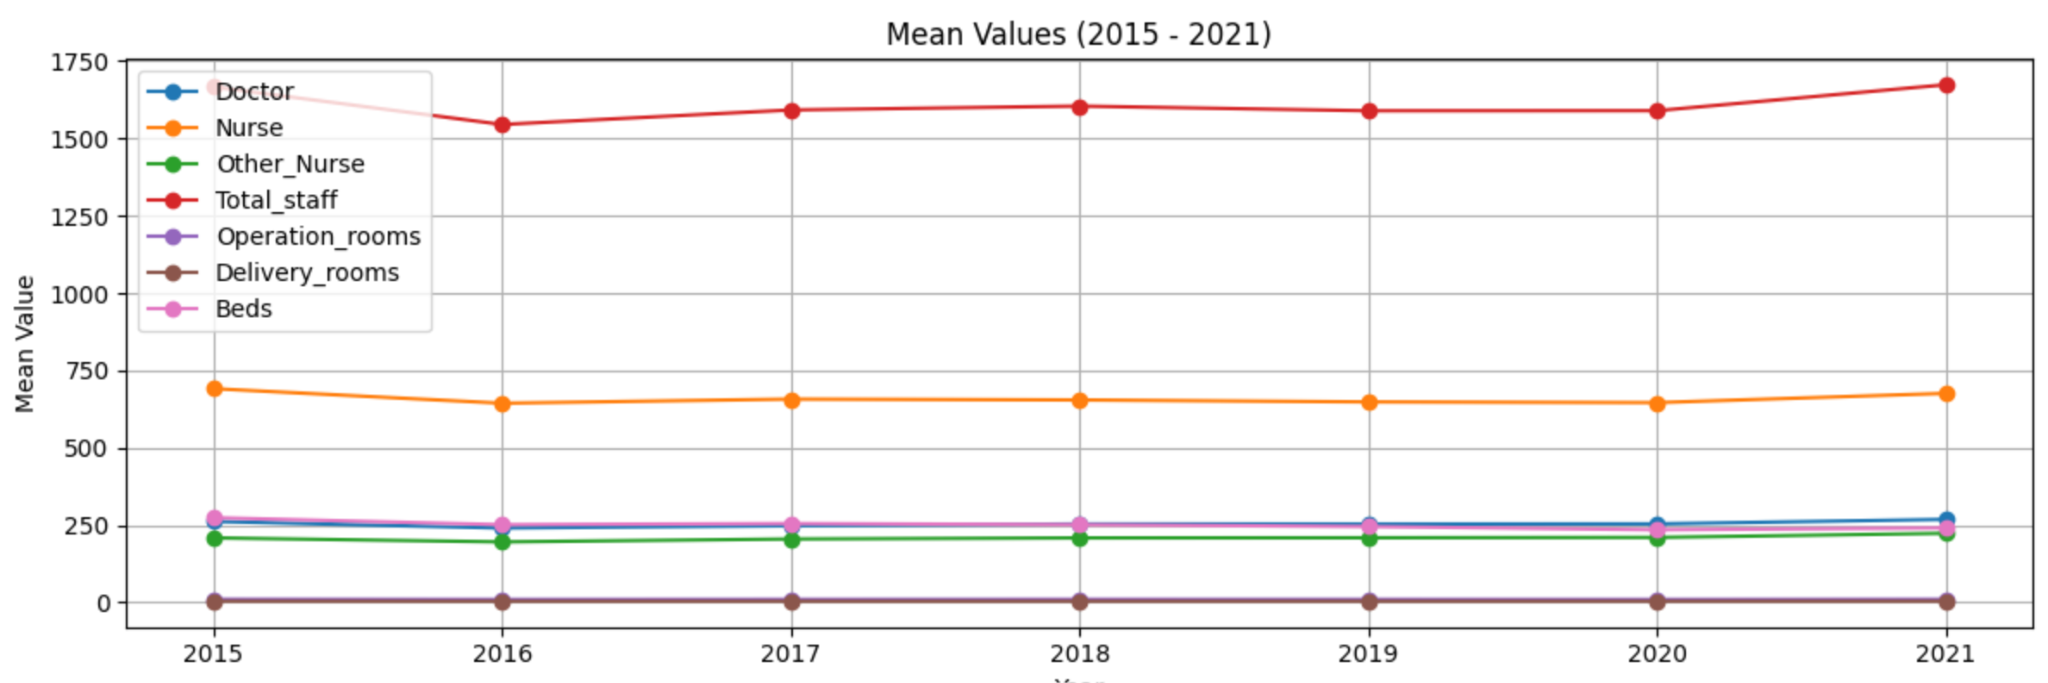 Mean Values (2015 - 2021)
1750
1500
1250
1000
750
500
250
0
Mean Value
Doctor
Nurse
Other_Nurse
Total_staff
Operation_rooms
Delivery_rooms
Beds
2015 2016 2017 2018 2019 2020 2021